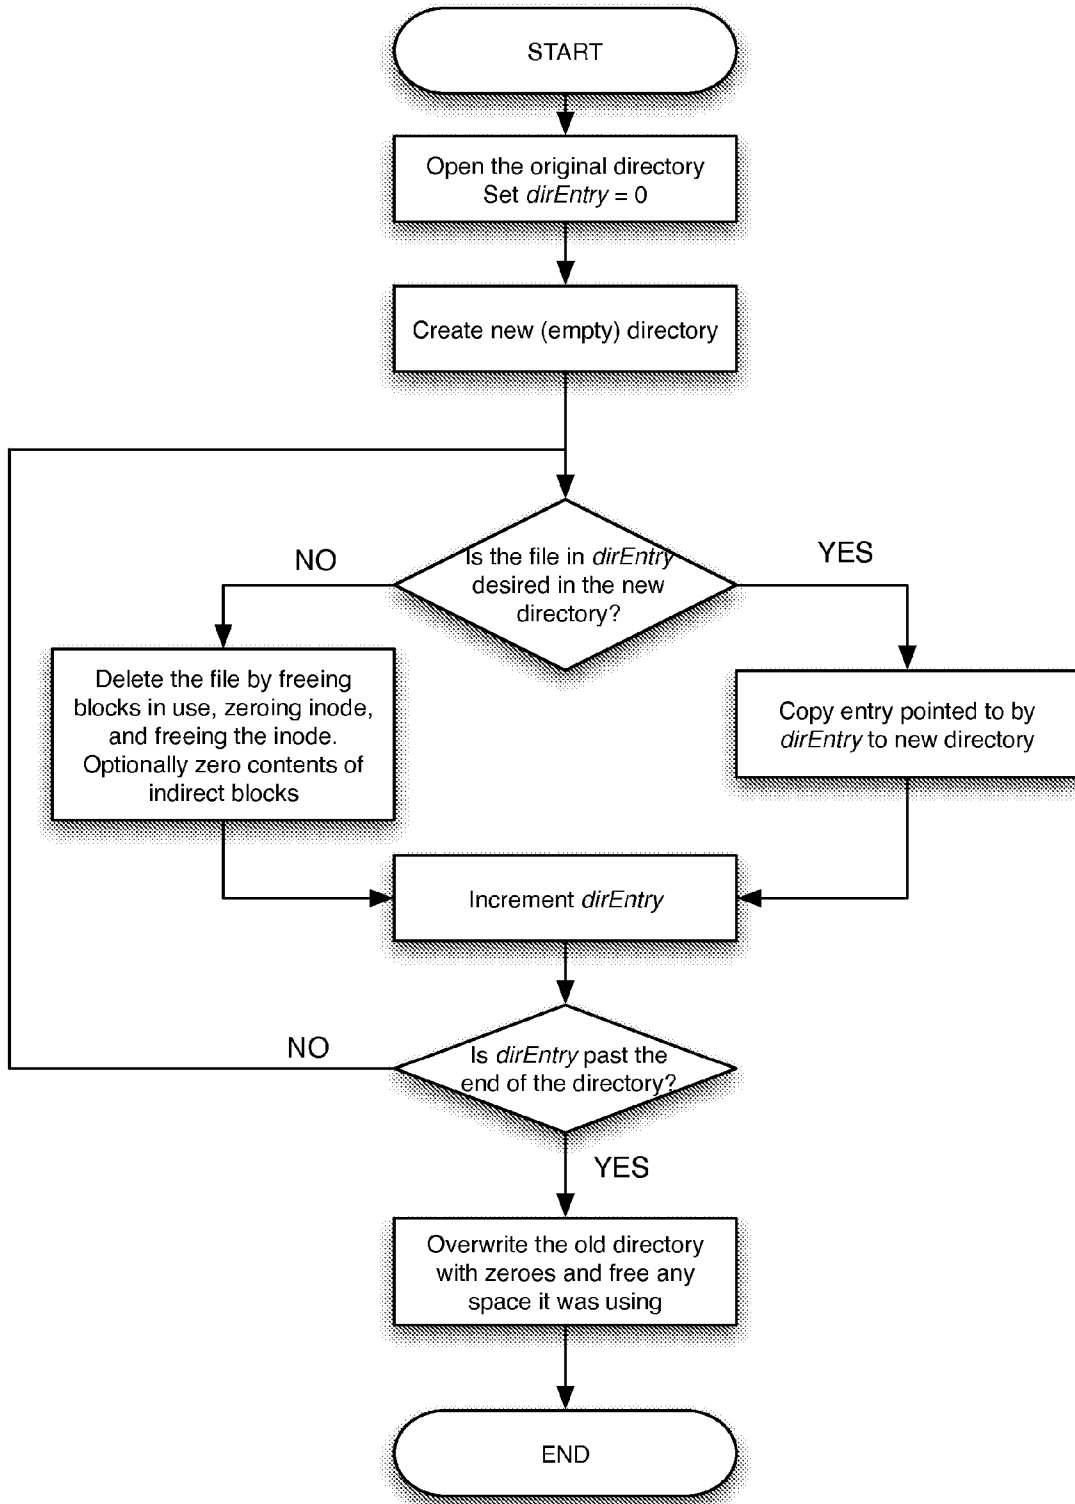 START
Open the original directory
Set dirEntry = 0
Create new (empty) directory
Is the file in dirEntry
desired in the new
directory?
NO
YES
Delete the file by freeing
blocks in use, zeroing inode,
and freeing the inode.
Optionally zero contents of
indirect blocks
Copy entry pointed to by
dirEntry to new directory
Increment dirEntry
Is dirEntry past the
end of the directory?
NO
YES
Overwrite the old directory
with zeroes and free any
space it was using
END